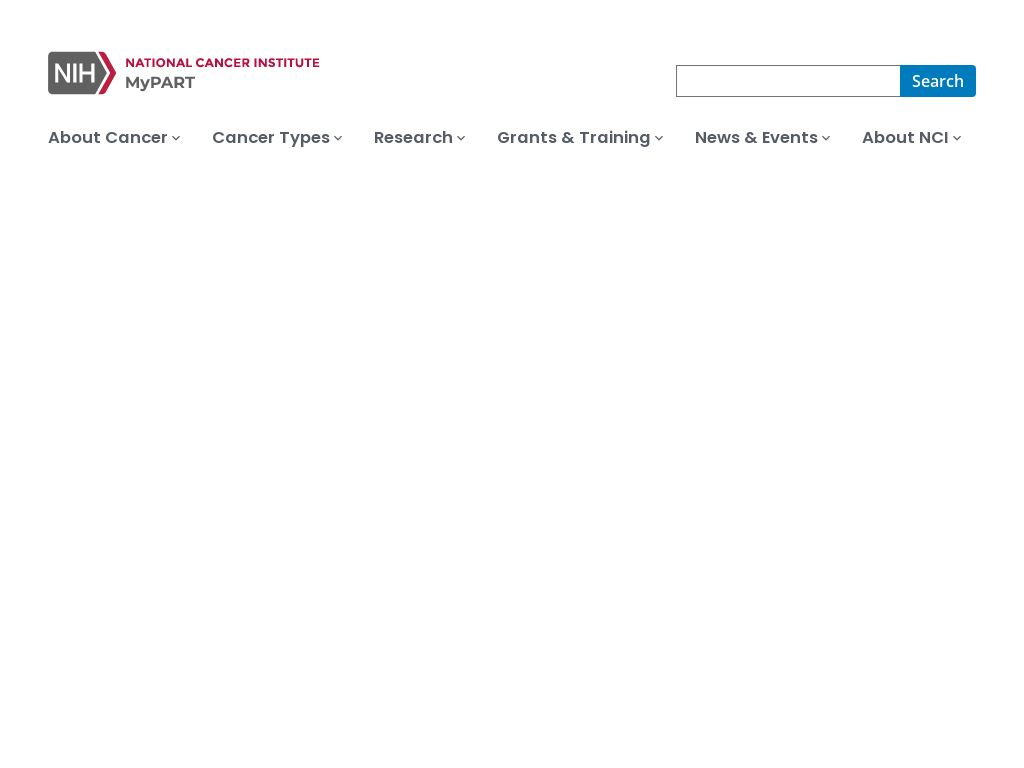 NIH
NATIONAL CANCER INSTITUTE
MyPART
Search
About Cancer
Cancer Types
Research
Grants & Training
News & Events
About NCI